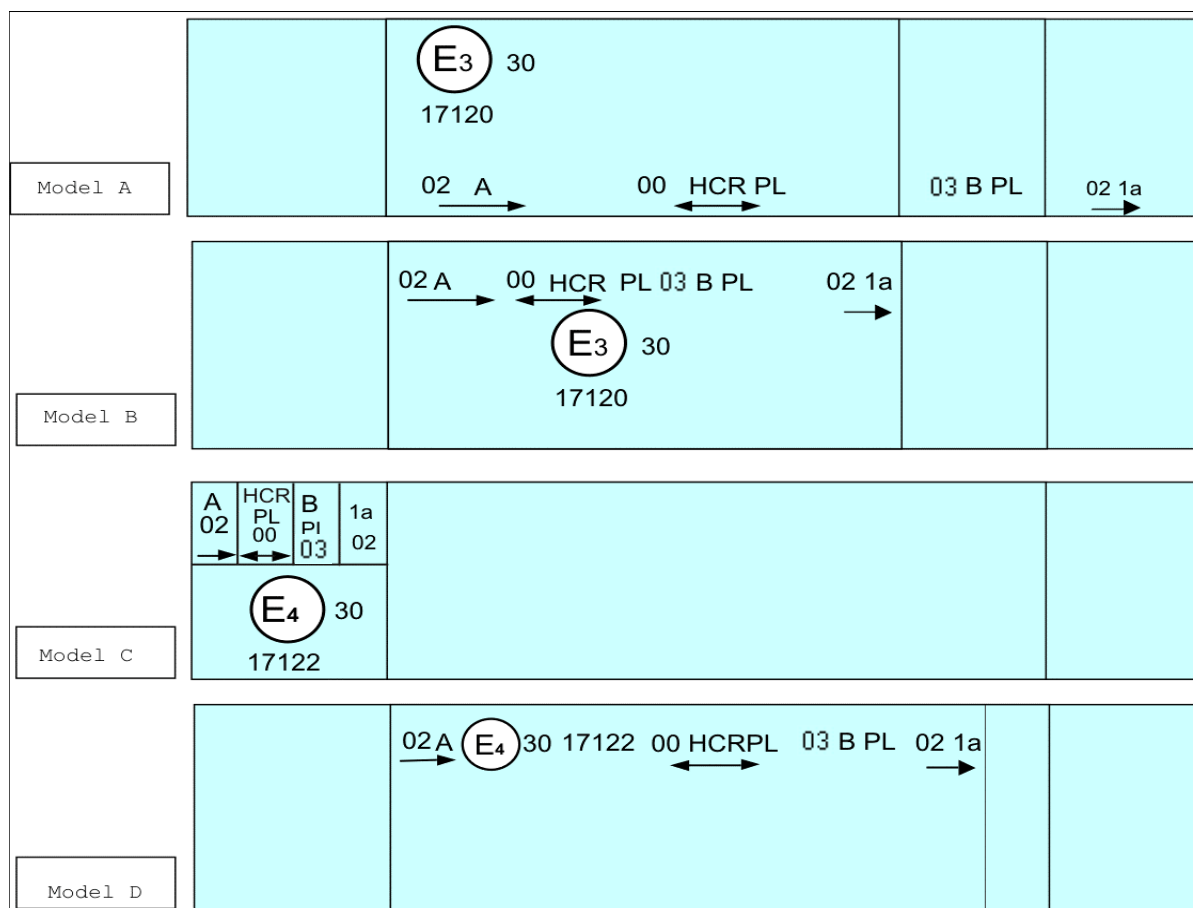 E3 30
17120
Model A
02 A 00 HCR PL 03 B PL 02 1a
02 A 00 HCR PL 03 B PL 02 1a
E3 30
17120
Model B
A 02
HCR PL 00
B PI 03
1a 02
E4 30
17122
Model C
02 A E4 30 17122 00 HCRPL 03 B PL 02 1a
Model D